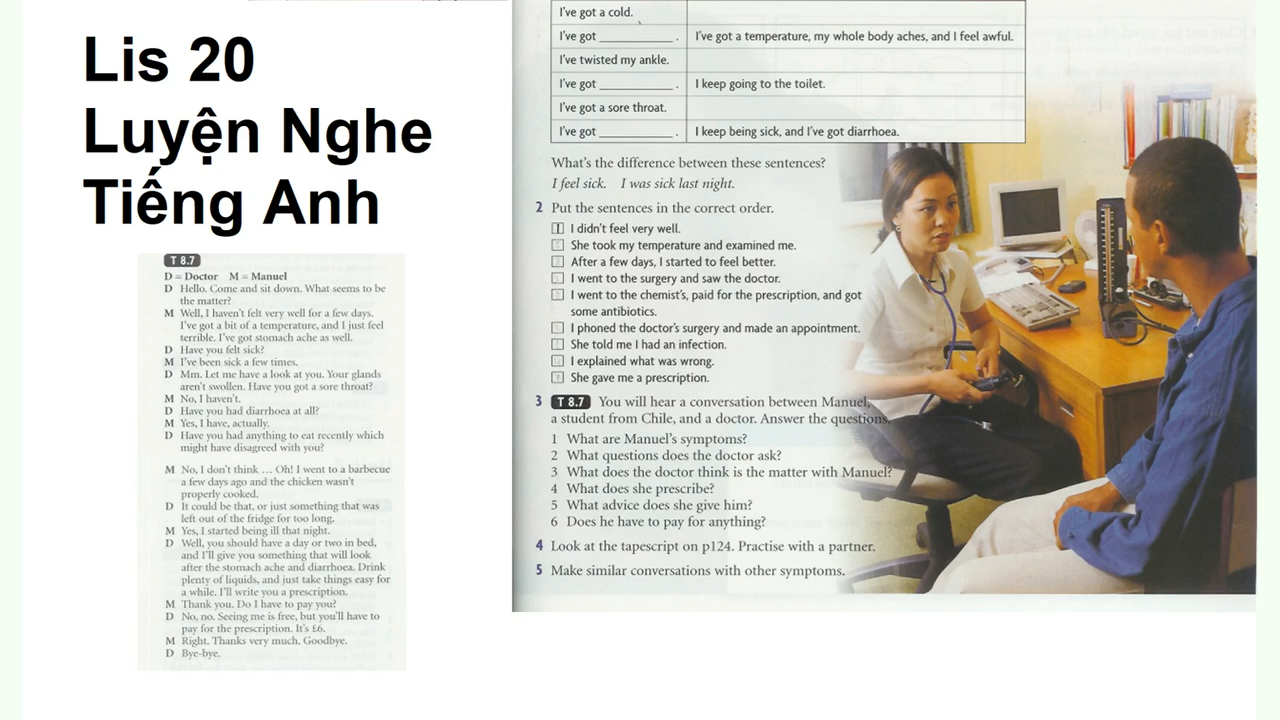 Lis 20
Luyện Nghe
Tiếng Anh
T 8.7
D = Doctor M = Manuel
D Hello. Come and sit down. What seems to be
the matter?
M Well, I haven't felt very well for a few days.
I've got a bit of a temperature, and I just feel
terrible. I've got stomach ache as well.
D Have you felt sick?
M I've been sick a few times.
D Mm. Let me have a look at you. Your glands
aren't swollen. Have you got a sore throat?
M No, I haven't.
D Have you had diarrhoea at all?
M Yes, I have, actually.
D Have you had anything to eat recently which
might have disagreed with you?
M No, I don't think … Oh! I went to a barbecue
a few days ago and the chicken wasn't
properly cooked.
D It could be that, or just something that was
left out of the fridge for too long.
M Yes, I started being ill that night.
D Well, you should have a day or two in bed,
and I'll give you something that will look
after the stomach ache and diarrhoea. Drink
plenty of liquids, and just take things easy for
a while. I'll write you a prescription.
M Thank you. Do I have to pay you?
D No, no. Seeing me is free, but you'll have to
pay for the prescription. It's £6.
M Right. Thanks very much. Goodbye.
D Bye-bye.
I've got a cold.
I've got ____________ . I've got a temperature, my whole body aches, and I feel awful.
I've twisted my ankle.
I've got ____________ . I keep going to the toilet.
I've got a sore throat.
I've got ____________ . I keep being sick, and I've got diarrhoea.
What's the difference between these sentences?
I feel sick. I was sick last night.
2 Put the sentences in the correct order.
1 I didn't feel very well.
She took my temperature and examined me.
After a few days, I started to feel better.
I went to the surgery and saw the doctor.
I went to the chemist's, paid for the prescription, and got
some antibiotics.
I phoned the doctor's surgery and made an appointment.
She told me I had an infection.
I explained what was wrong.
She gave me a prescription.
3 T 8.7 You will hear a conversation between Manuel,
a student from Chile, and a doctor. Answer the questions.
1 What are Manuel's symptoms?
2 What questions does the doctor ask?
3 What does the doctor think is the matter with Manuel?
4 What does she prescribe?
5 What advice does she give him?
6 Does he have to pay for anything?
4 Look at the tapescript on p124. Practise with a partner.
5 Make similar conversations with other symptoms.